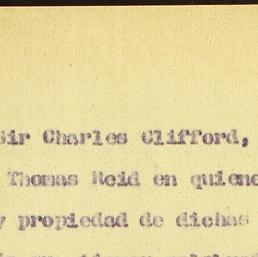 Sir Charles Clifford,
Thomas Reid en quiene
y propiedad de dichas